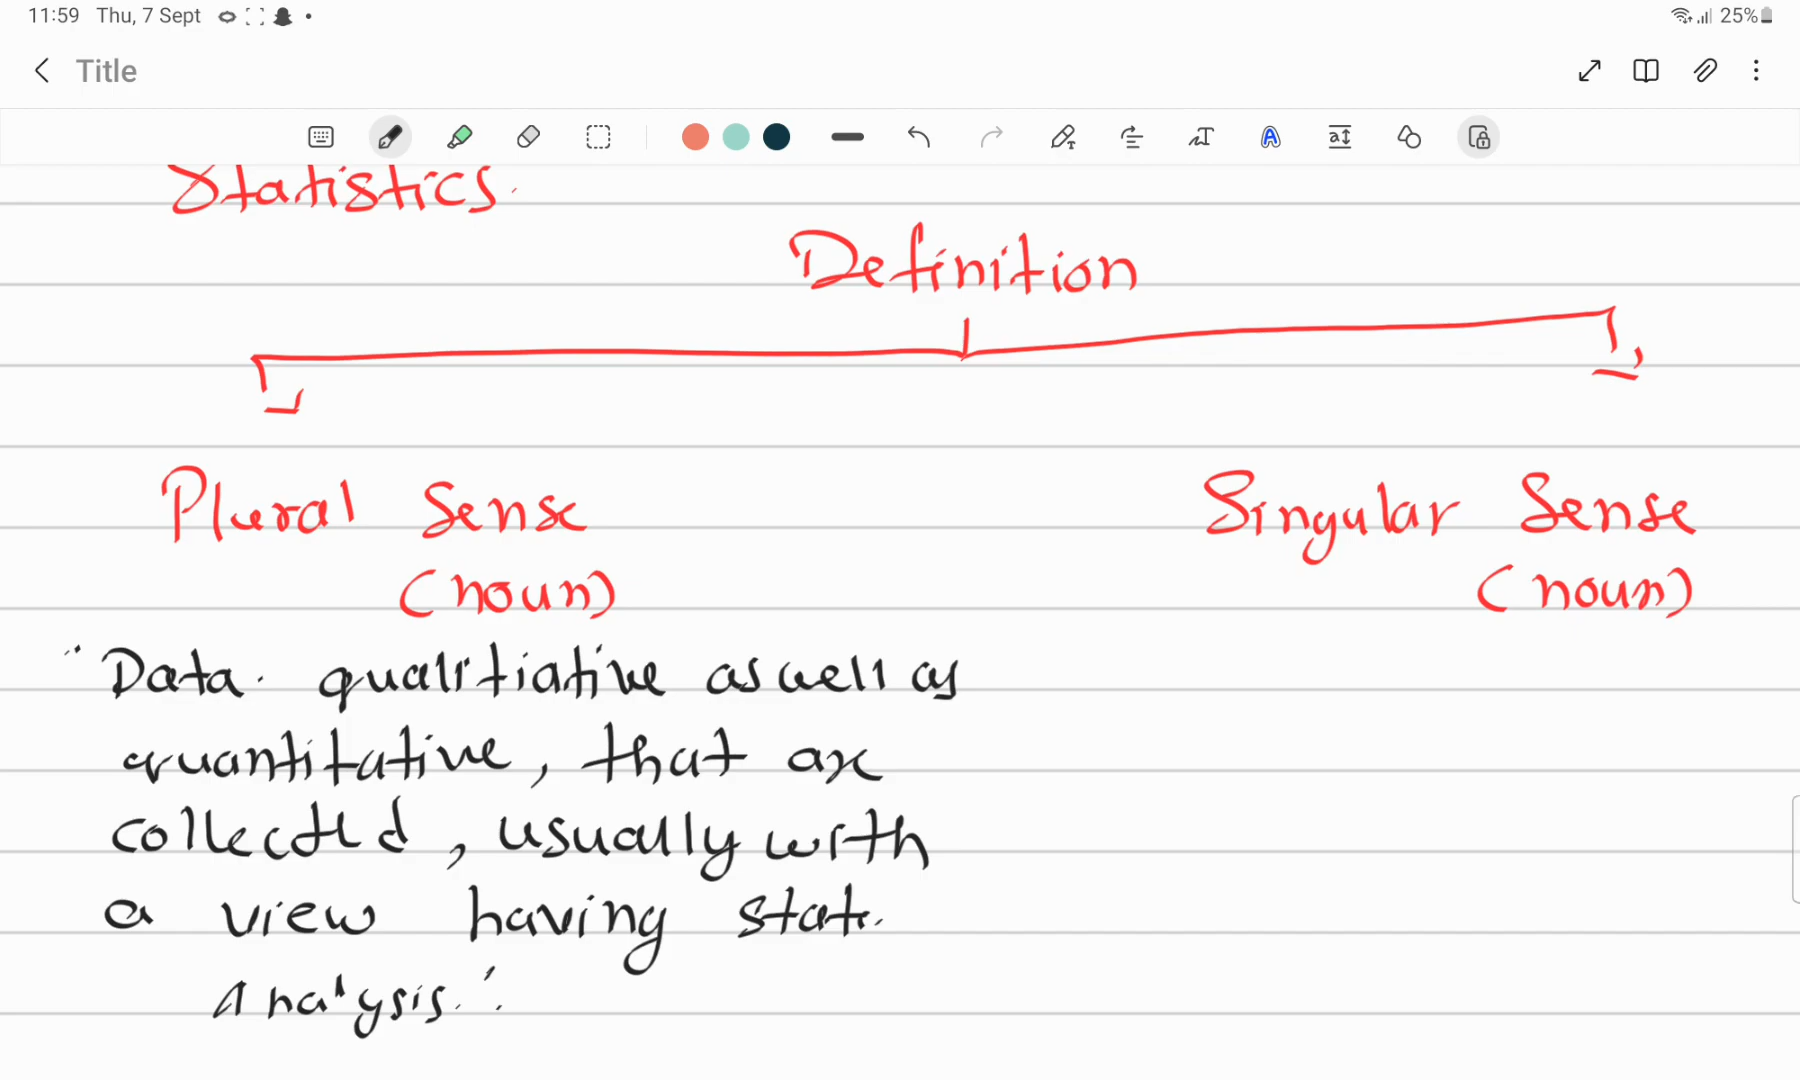 11:59 Thu, 7 Sept 25%
Title
Statistics.
Definition
Plural Sense Singular Sense
(noun) (noun)
"Data. qualitiative as well as
quantitative, that are
collected, usually with
a view having stat.
Analysis."